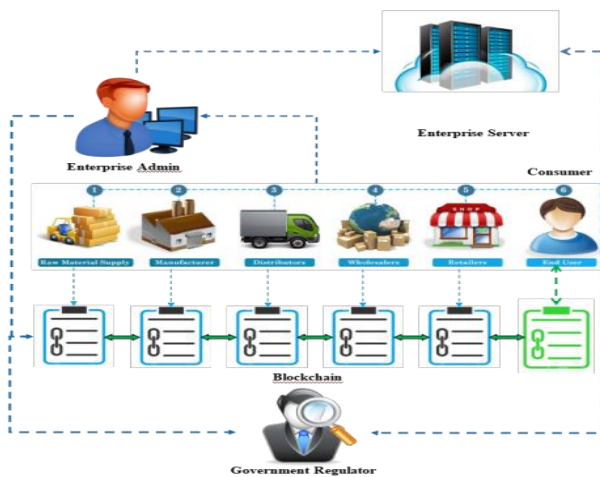 Enterprise Server
Enterprise Admin
Consumer
1 2 3 4 5 6
SHOP
Raw Material Supply Manufacturer Distributors Wholesalers Retailers End User
Blockchain
Government Regulator